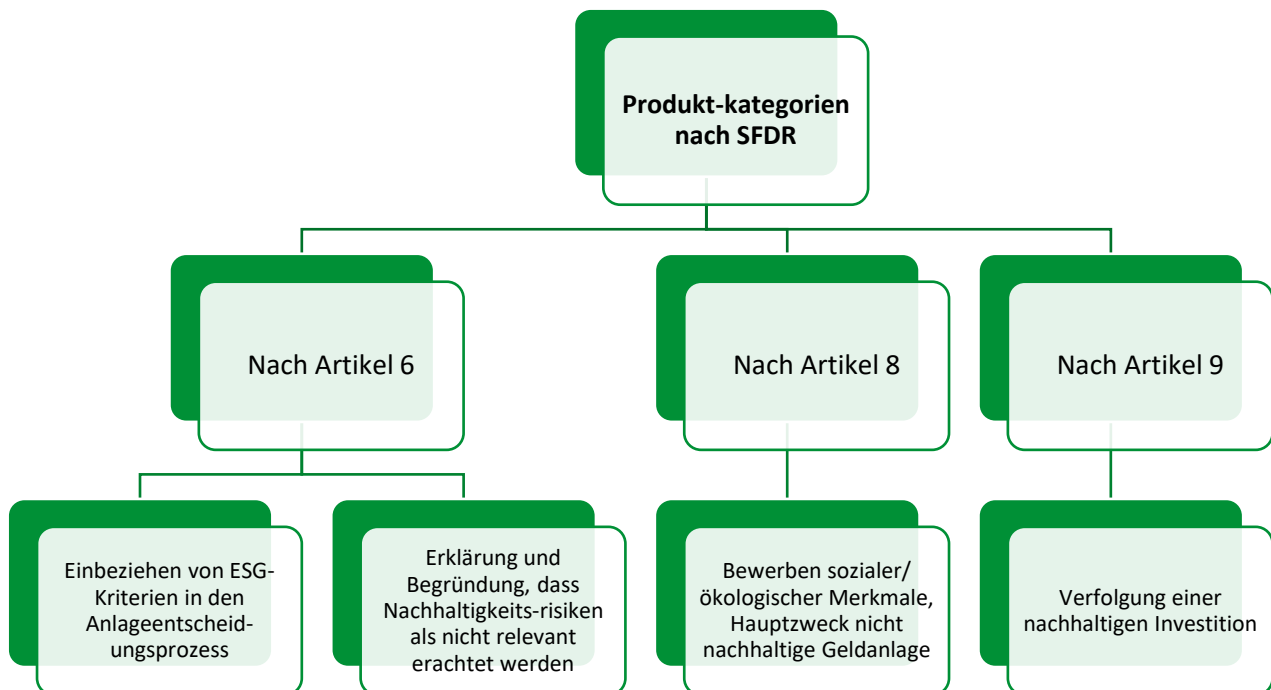 Produkt-kategorien
nach SFDR
Nach Artikel 6
Nach Artikel 8
Nach Artikel 9
Einbeziehen von ESG-
Kriterien in den
Anlageentscheid-
ungsprozess
Erklärung und
Begründung, dass
Nachhaltigkeits-risiken
als nicht relevant
erachtet werden
Bewerben sozialer/
ökologischer Merkmale,
Hauptzweck nicht
nachhaltige Geldanlage
Verfolgung einer
nachhaltigen Investition